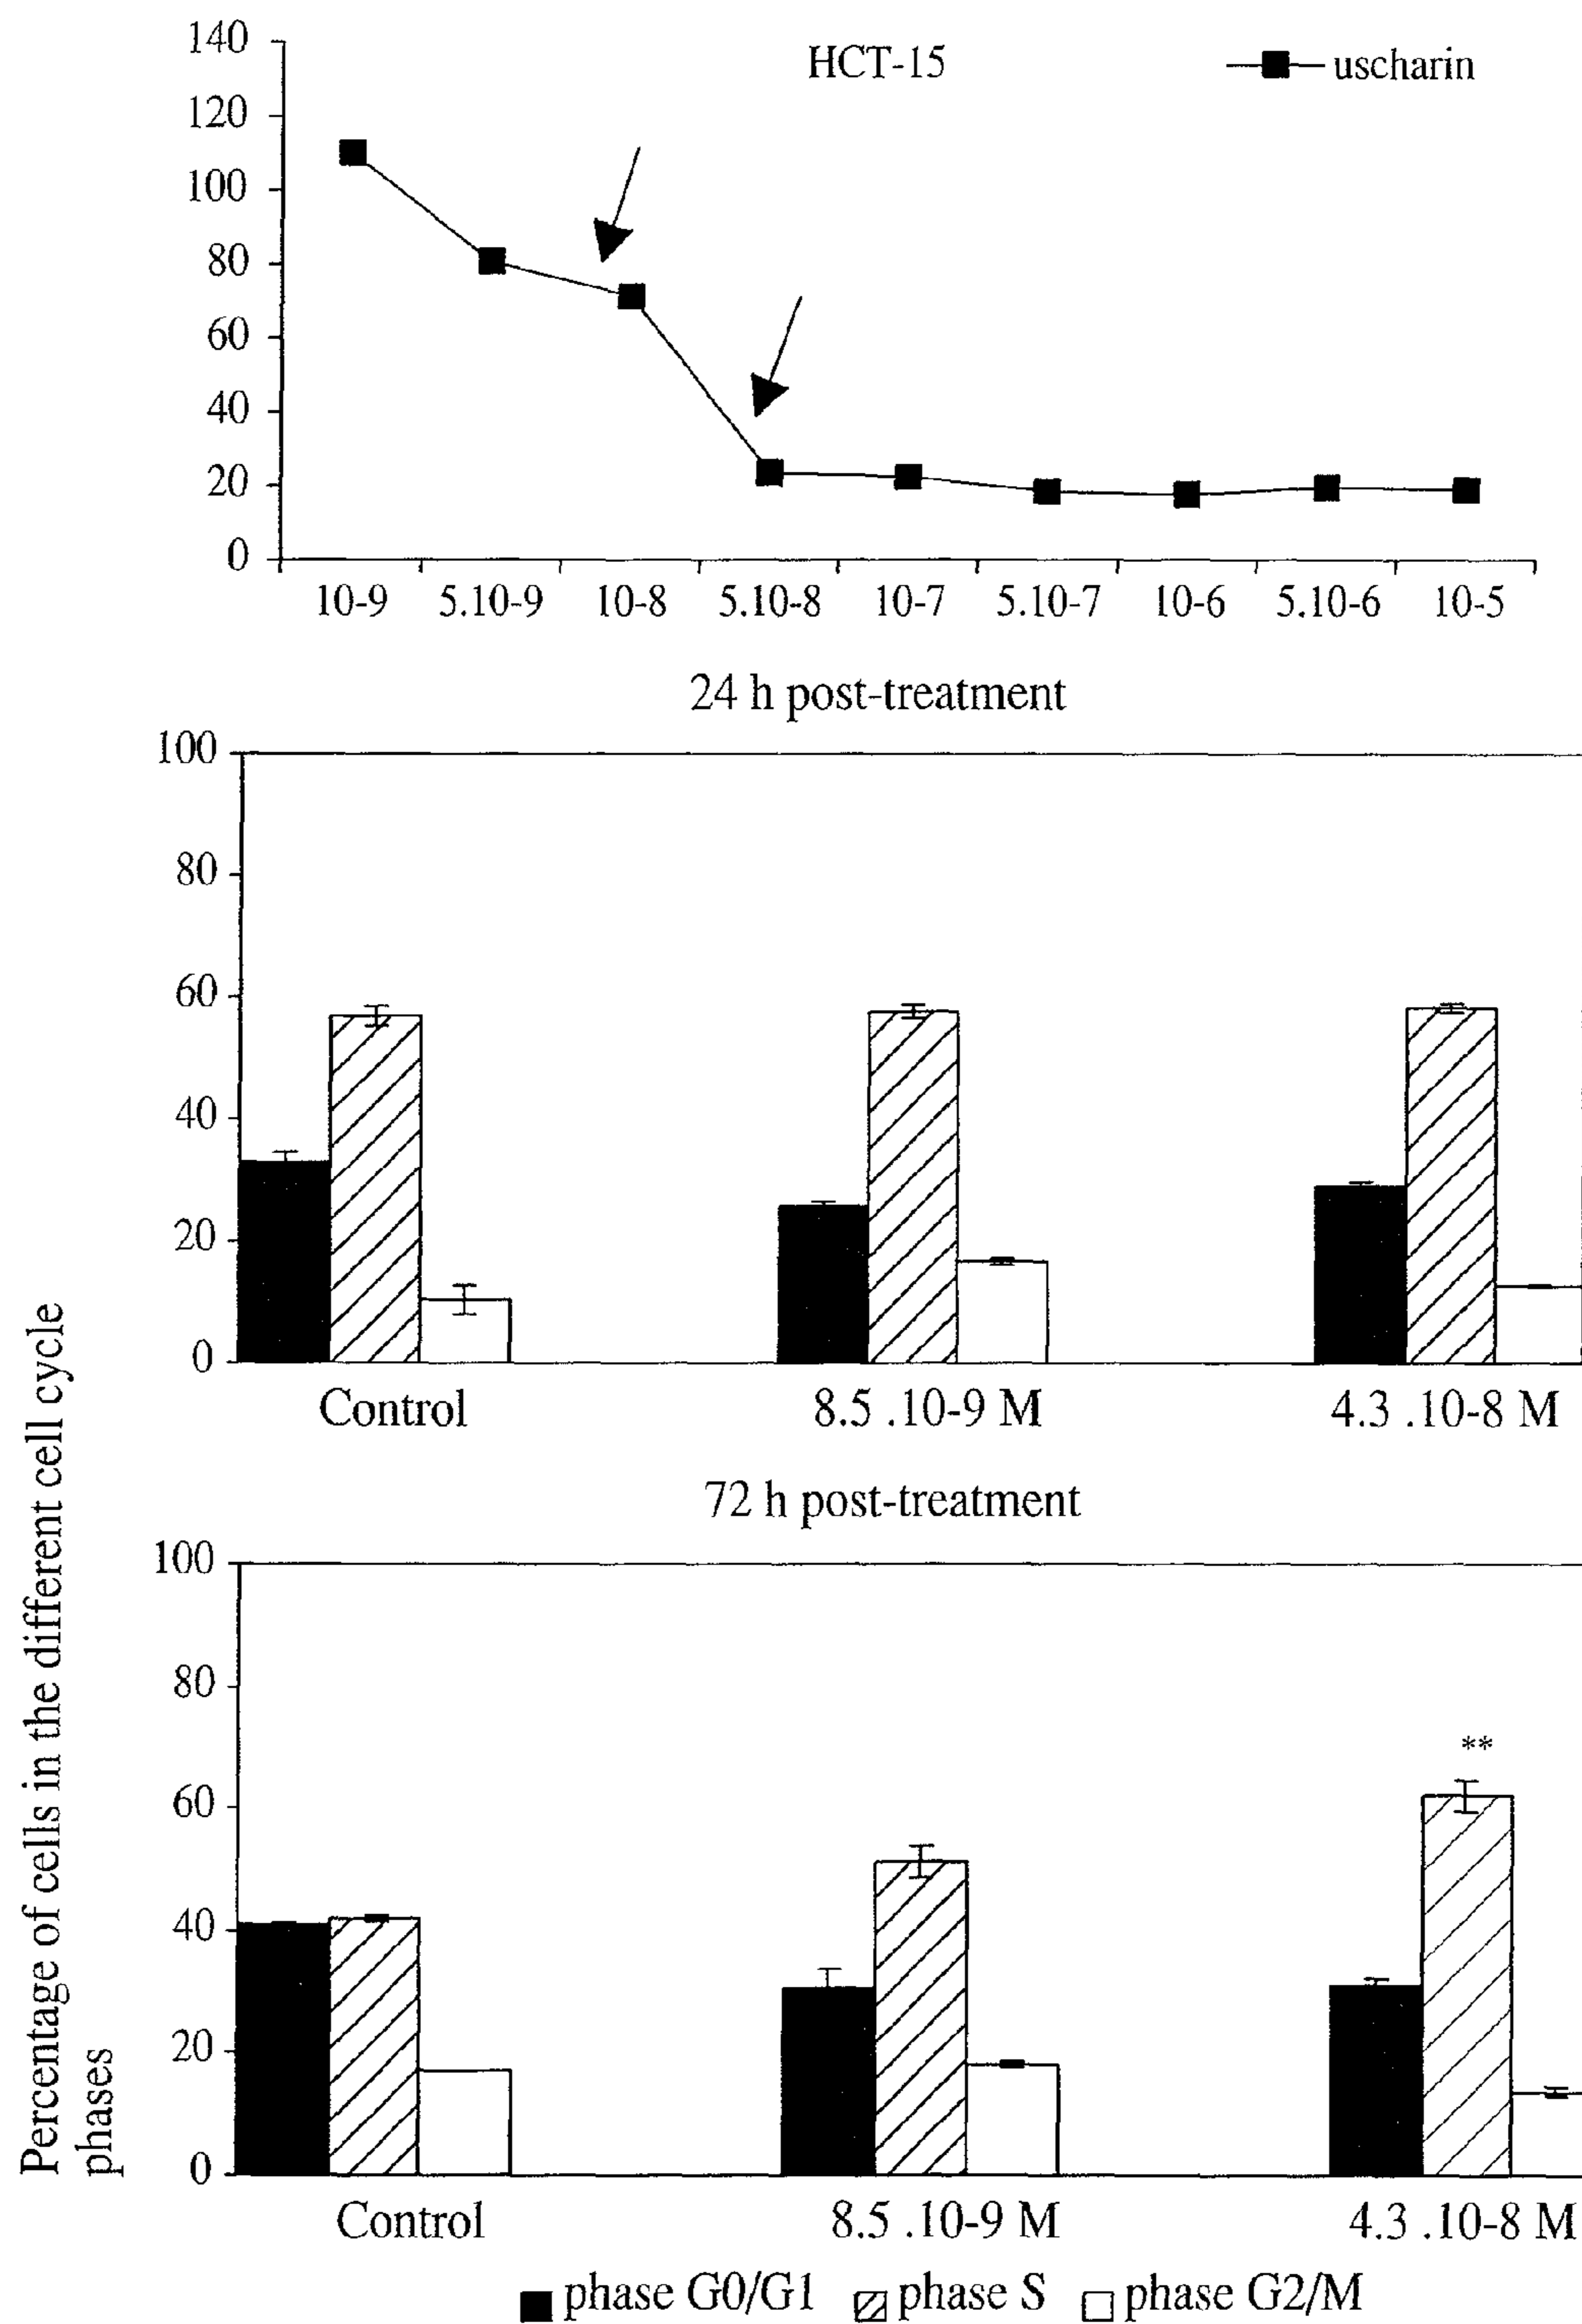 140
HCT-15
uscharin
120
100
80
60
40
20
0
10-9 5.10-9 10-8 5.10-8 10-7 5.10-7 10-6 5.10-6 10-5
24 h post-treatment
100
80
60
40
20
0
Control 8.5 .10-9 M 4.3 .10-8 M
72 h post-treatment
100
80
60
**
40
20
0
Control 8.5 .10-9 M 4.3 .10-8 M
Percentage of cells in the different cell cycle
phases
phase G0/G1 phase S phase G2/M